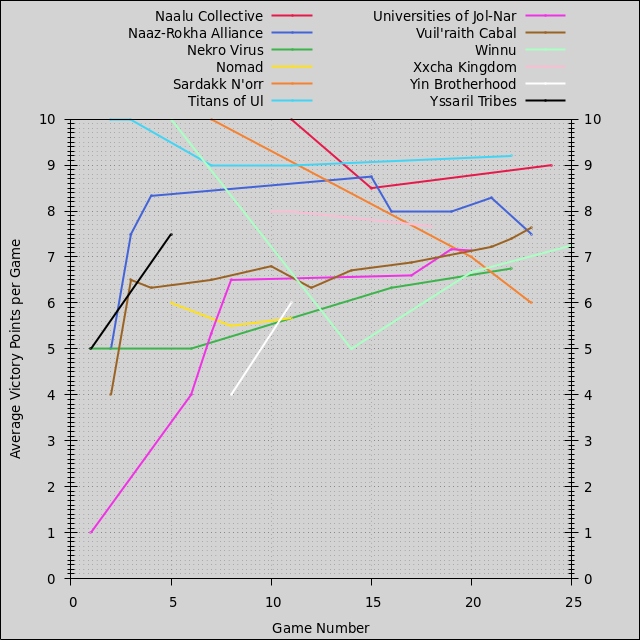 Naalu Collective
Naaz-Rokha Alliance
Nekro Virus
Nomad
Sardakk N'orr
Titans of Ul
Universities of Jol-Nar
Vuil'raith Cabal
Winnu
Xxcha Kingdom
Yin Brotherhood
Yssaril Tribes
10 10
9 9
8 8
7 7
6 6
5 5
4 4
3 3
2 2
1 1
0 0
Average Victory Points per Game
0 5 10 15 20 25
Game Number